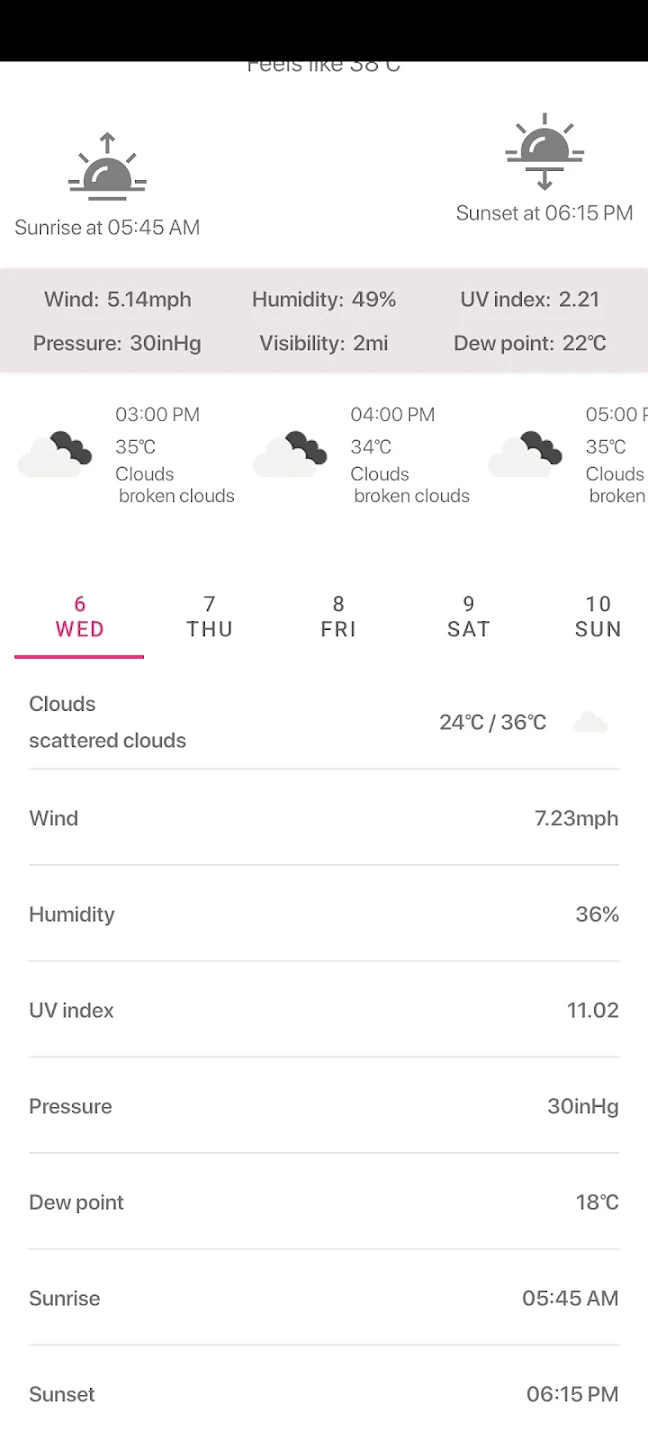 Feels like 38°C
Sunrise at 05:45 AM
Sunset at 06:15 PM
Wind: 5.14mph Humidity: 49% UV index: 2.21
Pressure: 30inHg Visibility: 2mi Dew point: 22℃
03:00 PM 04:00 PM 05:00
35℃ 34℃ 35℃
Clouds Clouds Clouds
broken clouds broken clouds broken
6 7 8 9 10
WED THU FRI SAT SUN
Clouds
scattered clouds
24℃ / 36℃
Wind 7.23mph
Humidity 36%
UV index 11.02
Pressure 30inHg
Dew point 18℃
Sunrise 05:45 AM
Sunset 06:15 PM